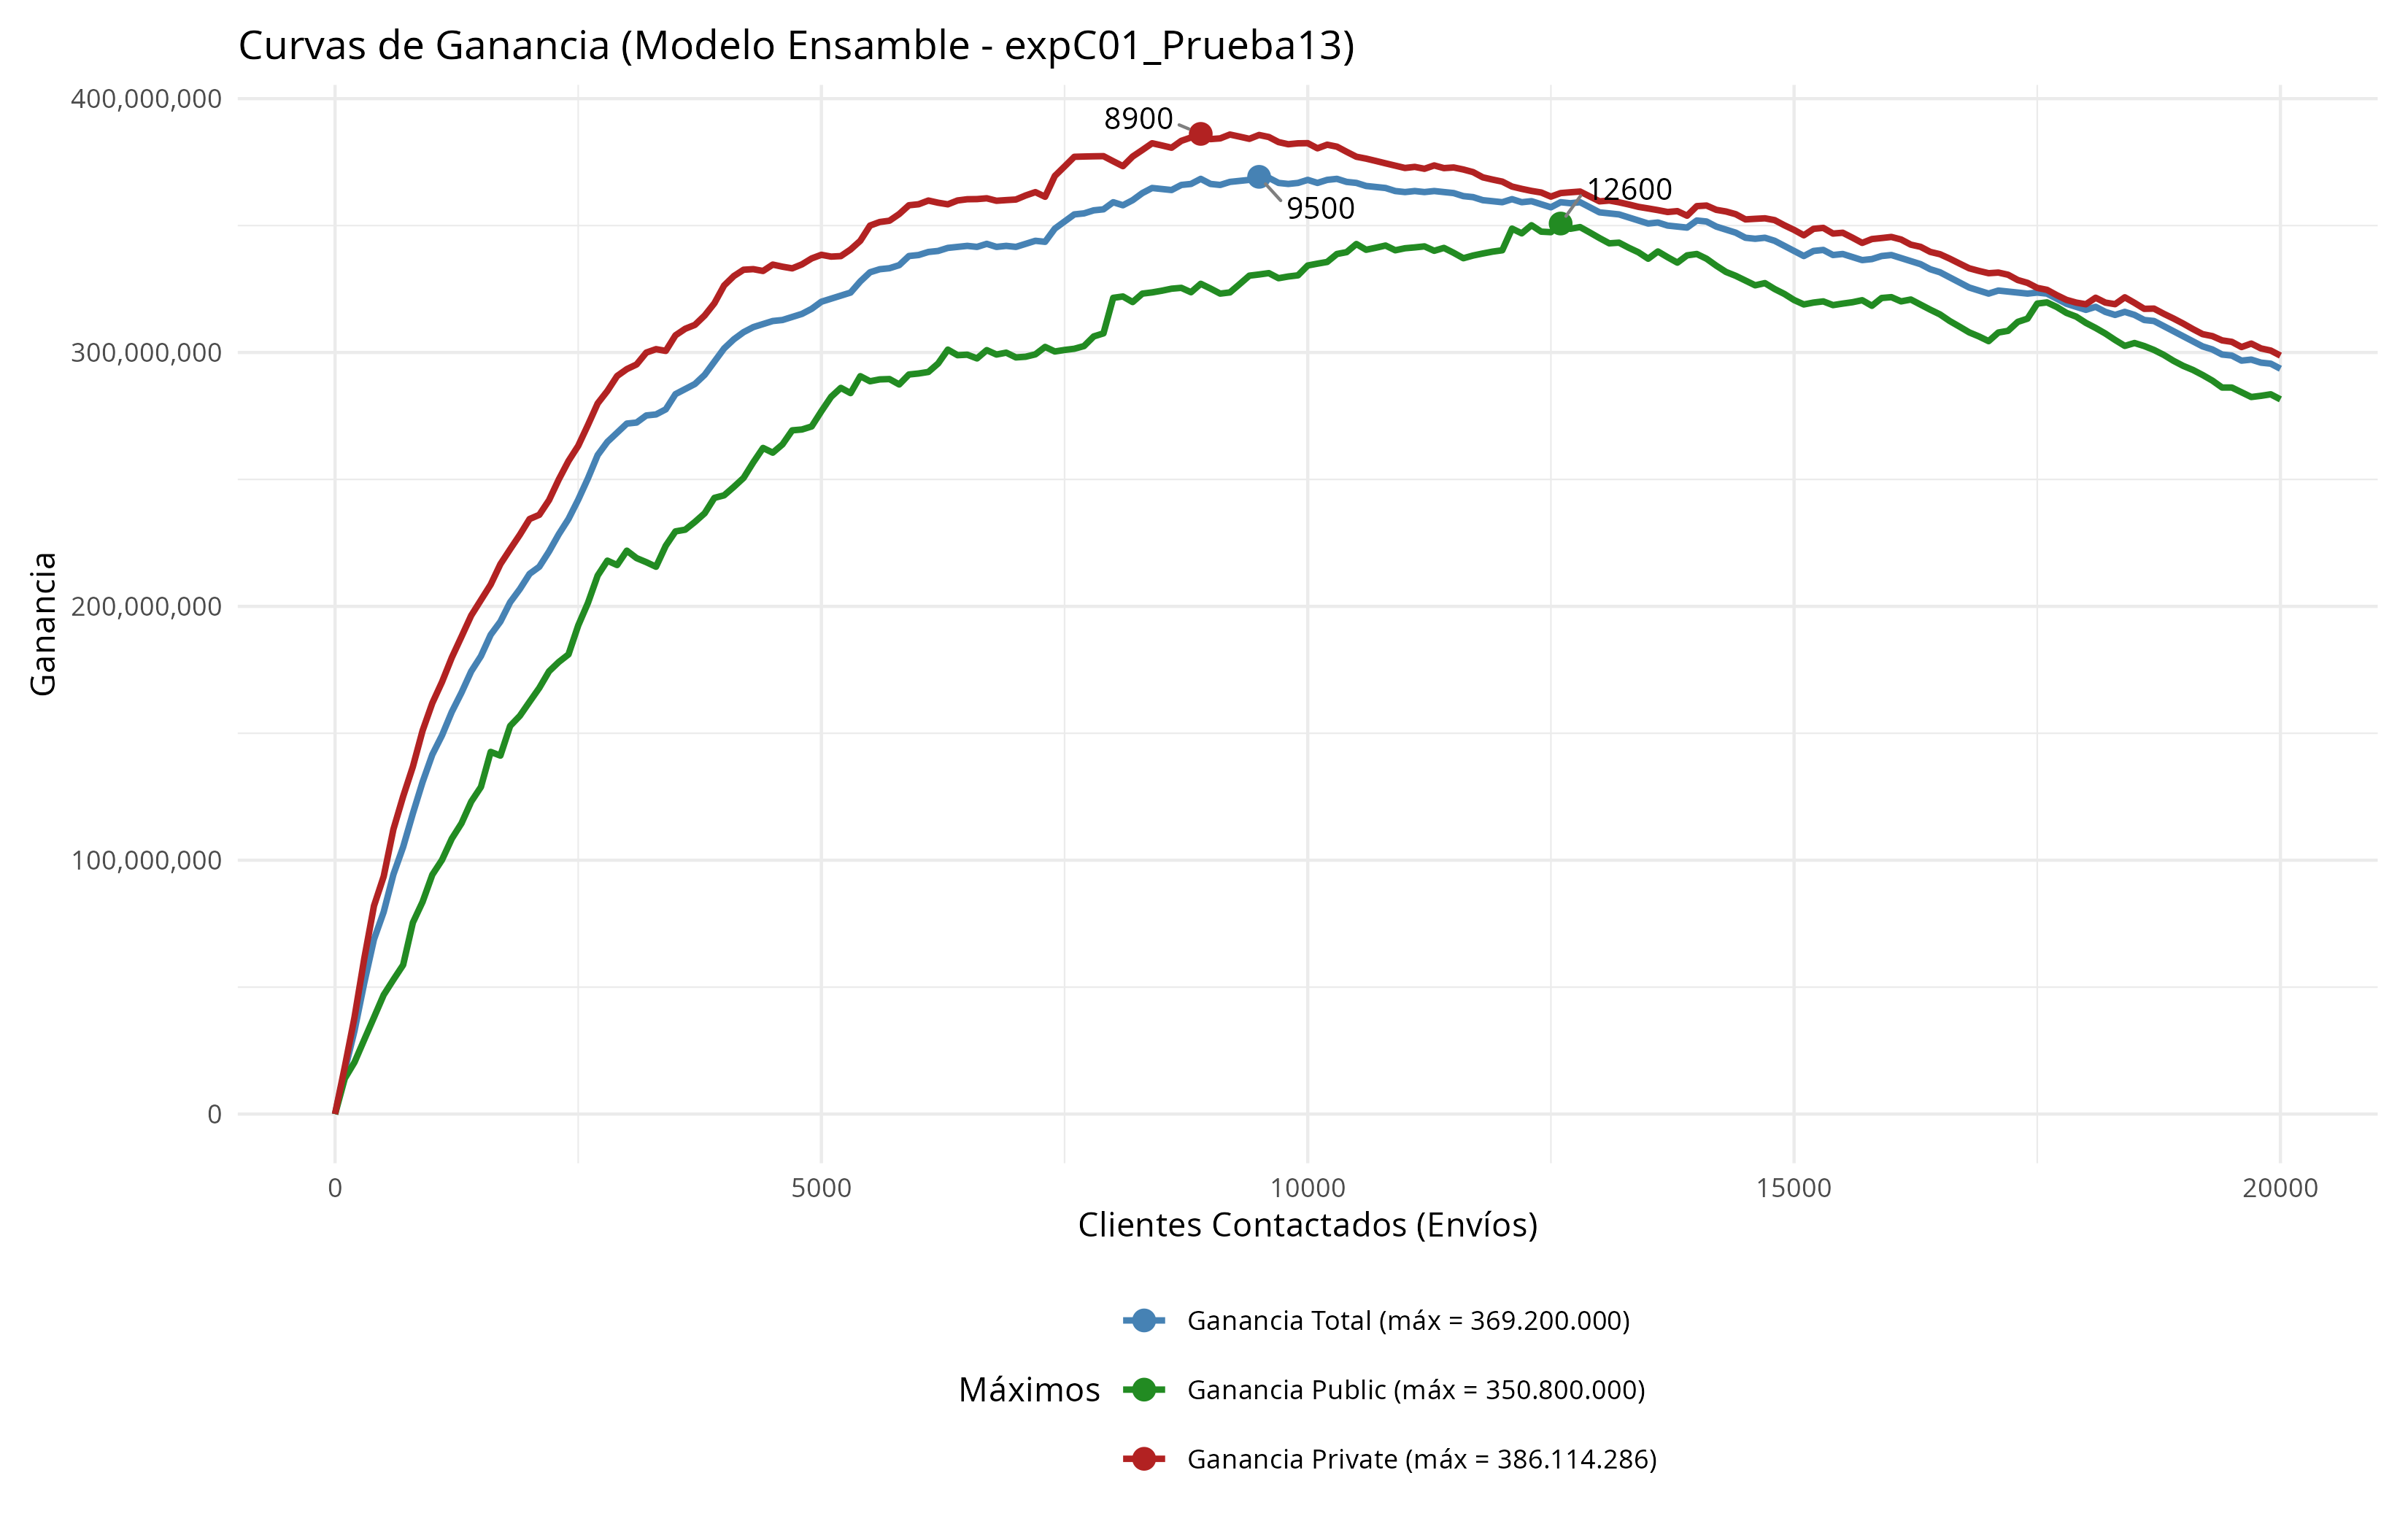 Curvas de Ganancia (Modelo Ensamble - expC01_Prueba13)
400,000,000
300,000,000
200,000,000
100,000,000
0
Ganancia
8900
9500
12600
0 5000 10000 15000 20000
Clientes Contactados (Envíos)
Máximos
Ganancia Total (máx = 369.200.000)
Ganancia Public (máx = 350.800.000)
Ganancia Private (máx = 386.114.286)